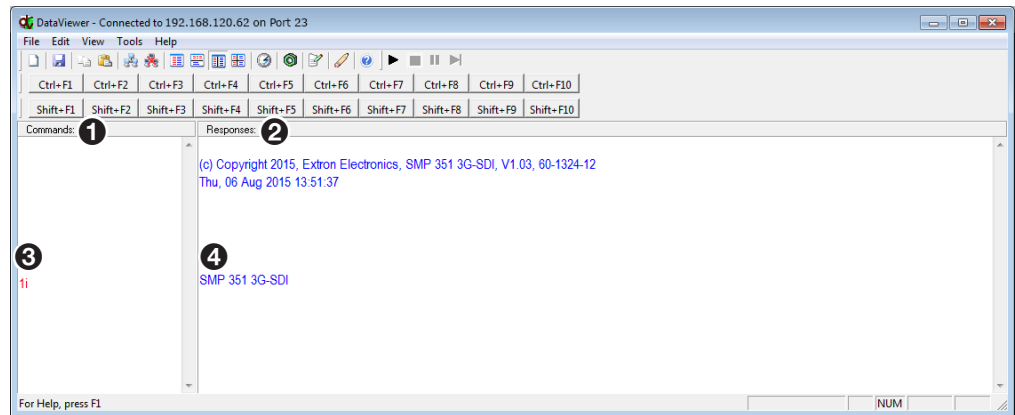 DataViewer - Connected to 192.168.120.62 on Port 23
File Edit View Tools Help
Ctrl+F1 Ctrl+F2 Ctrl+F3 Ctrl+F4 Ctrl+F5 Ctrl+F6 Ctrl+F7 Ctrl+F8 Ctrl+F9 Ctrl+F10
Shift+F1 Shift+F2 Shift+F3 Shift+F4 Shift+F5 Shift+F6 Shift+F7 Shift+F8 Shift+F9 Shift+F10
Commands: 1 Responses: 2
(c) Copyright 2015, Extron Electronics, SMP 351 3G-SDI, V1.03, 60-1324-12
Thu, 06 Aug 2015 13:51:37
3 4
1i SMP 351 3G-SDI
For Help, press F1 NUM